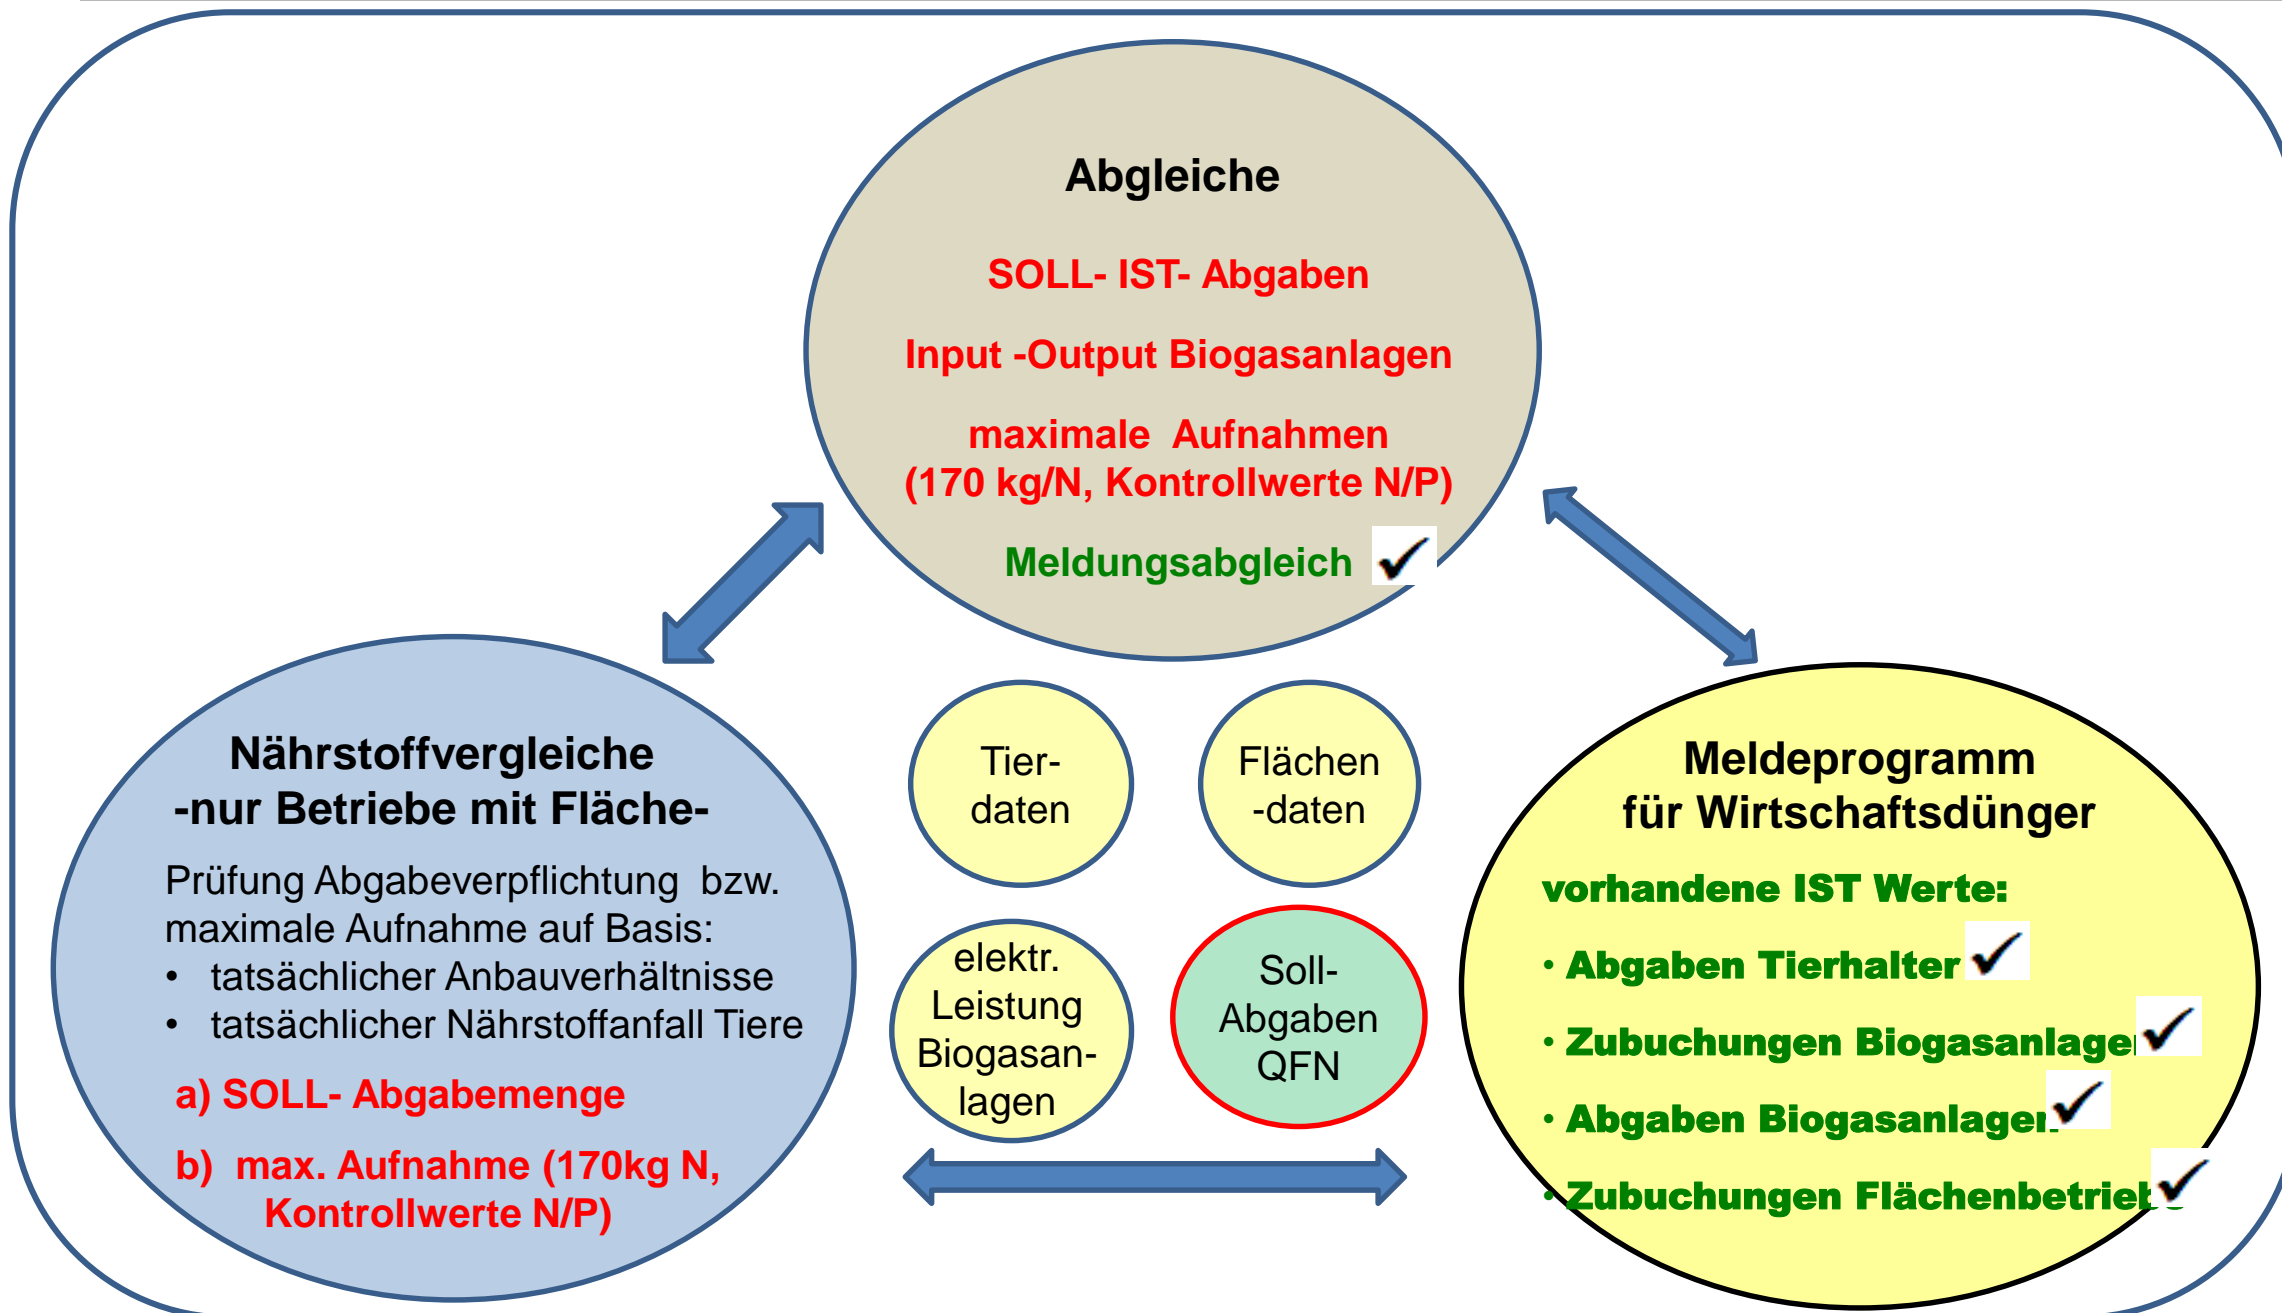 Abgleiche
SOLL- IST- Abgaben
Input -Output Biogasanlagen
maximale Aufnahmen
(170 kg/N, Kontrollwerte N/P)
Meldungsabgleich
Nährstoffvergleiche
-nur Betriebe mit Fläche-
Prüfung Abgabeverpflichtung bzw.
maximale Aufnahme auf Basis:
• tatsächlicher Anbauverhältnisse
• tatsächlicher Nährstoffanfall Tiere
a) SOLL- Abgabemenge
b) max. Aufnahme (170kg N,
Kontrollwerte N/P)
Tier-
daten
Flächen
-daten
elektr.
Leistung
Biogasan-
lagen
Soll-
Abgaben
QFN
Meldeprogramm
für Wirtschaftsdünger
vorhandene IST Werte:
• Abgaben Tierhalter
• Zubuchungen Biogasanlagen
• Abgaben Biogasanlagen
• Zubuchungen Flächenbetriebe